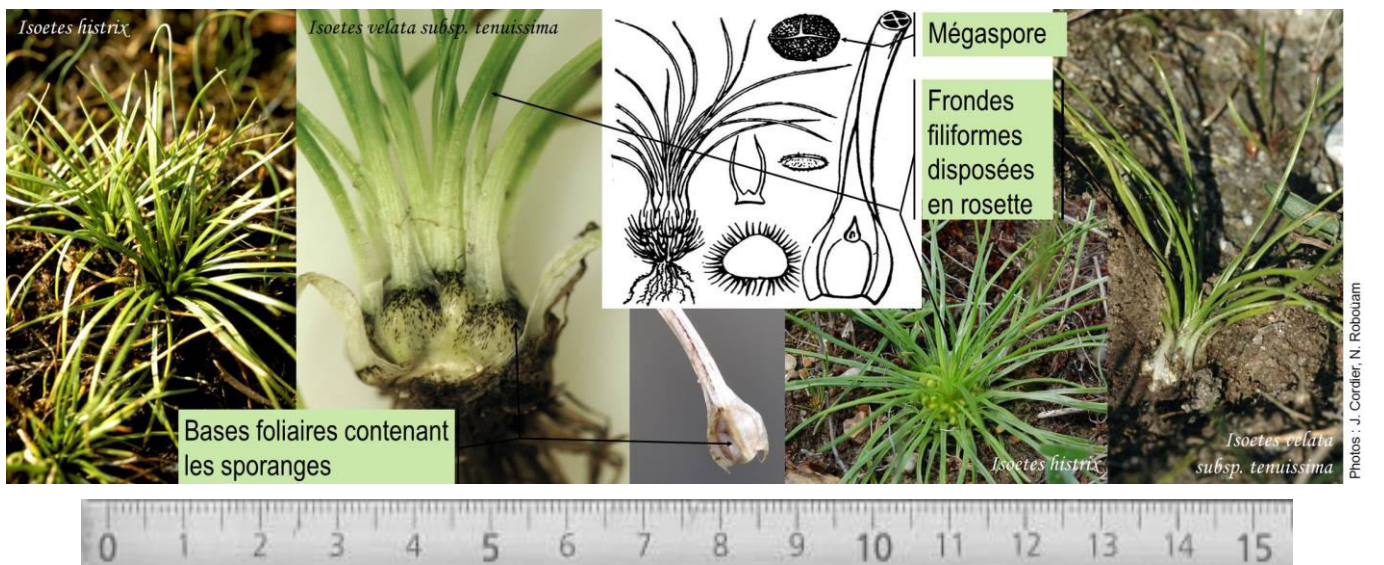 Isoetes histrix
Isoetes velata subsp. tenuissima
Mégaspore
Frondes
filiformes
disposées
en rosette
Bases foliaires contenant
les sporanges
Isoetes histrix
Isoetes velata
subsp. tenuissima
Photos : J. Cordier, N. Roboüam
0 1 2 3 4 5 6 7 8 9 10 11 12 13 14 15